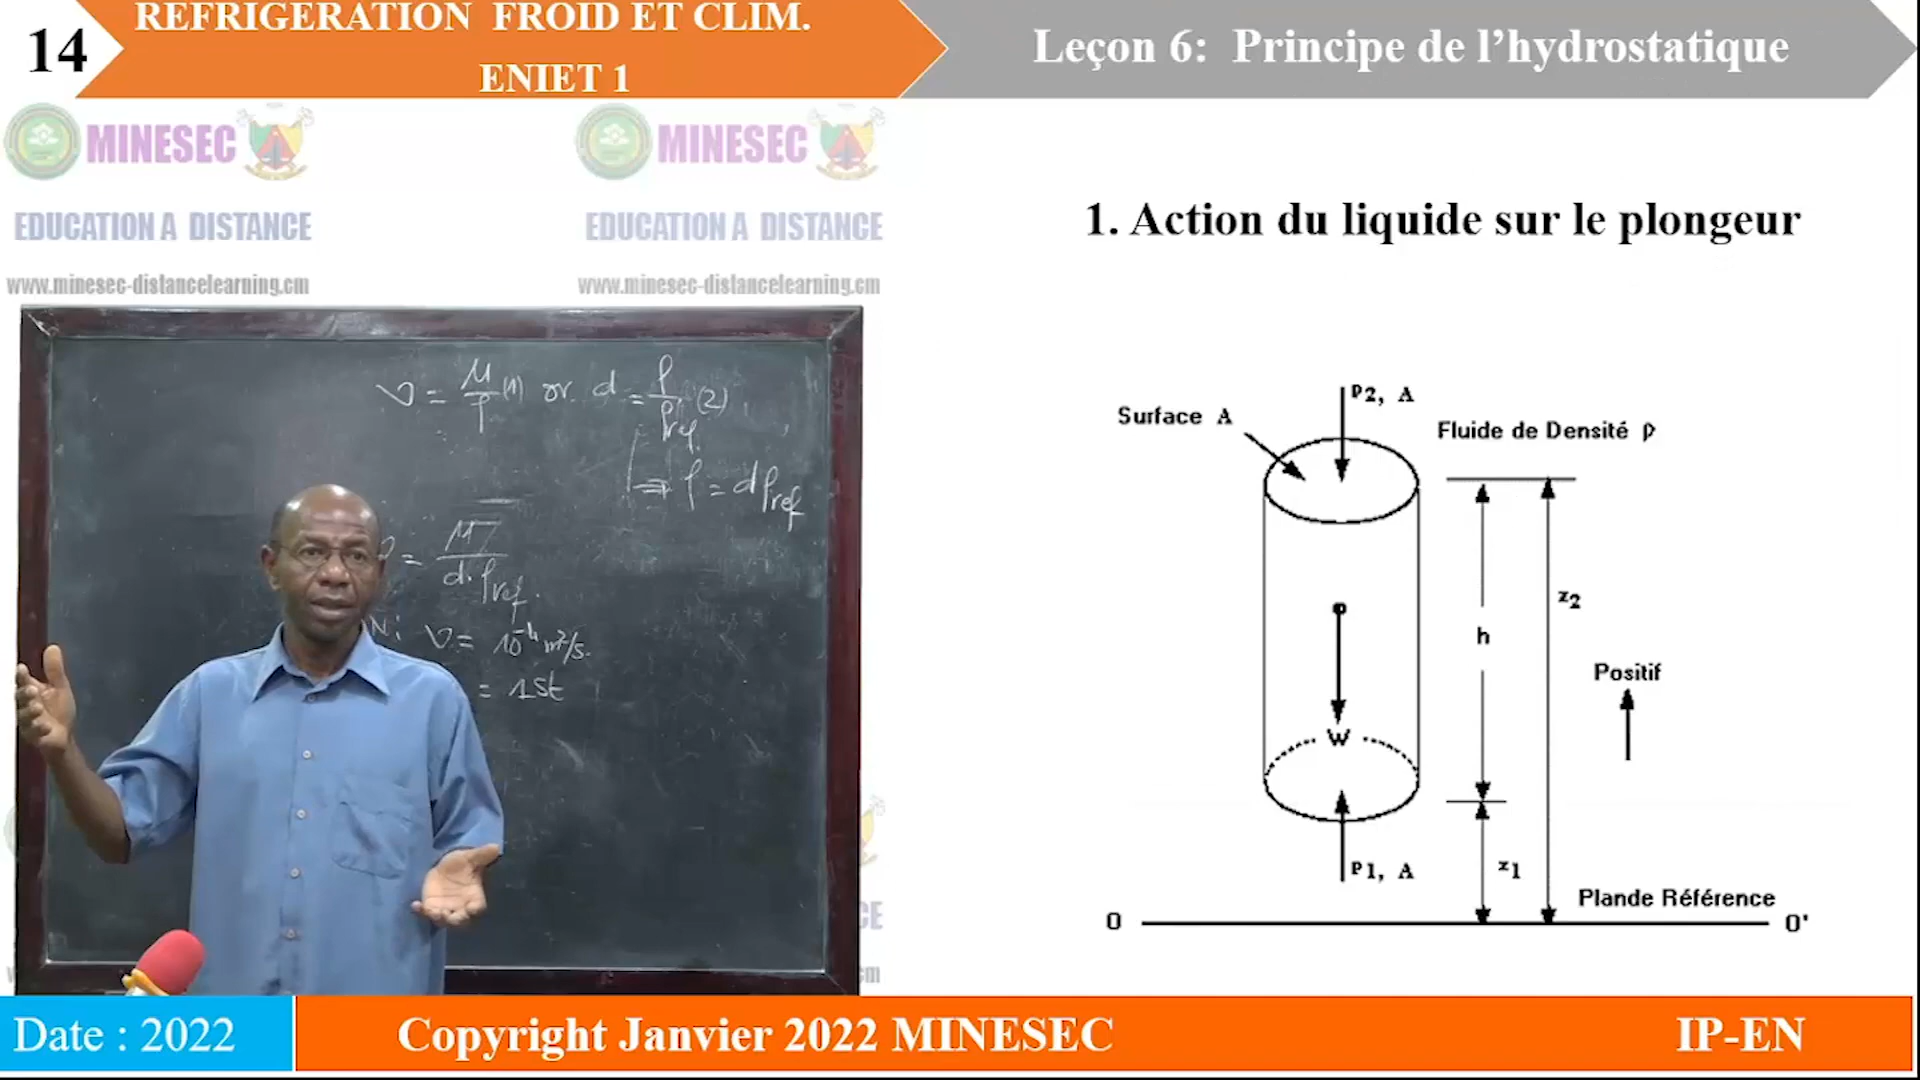 14
REFRIGERATION FROID ET CLIM.
ENIET 1
Leçon 6: Principe de l'hydrostatique
MINESEC
MINESEC
EDUCATION A DISTANCE
EDUCATION A DISTANCE
www.minesec-distancelearning.cm
www.minesec-distancelearning.cm
1. Action du liquide sur le plongeur
ν = μ/ρ (1) or d = ρ/ρref (2)
⇒ ρ = dρref
= μ/d.ρref.
N: ν = 10⁻⁴ m²/s.
= 1St
P2, A
Surface A
Fluide de Densité ρ
z2
h
Positif
W
P1, A
z1
Plande Référence
O
O'
Date : 2022
Copyright Janvier 2022 MINESEC
IP-EN